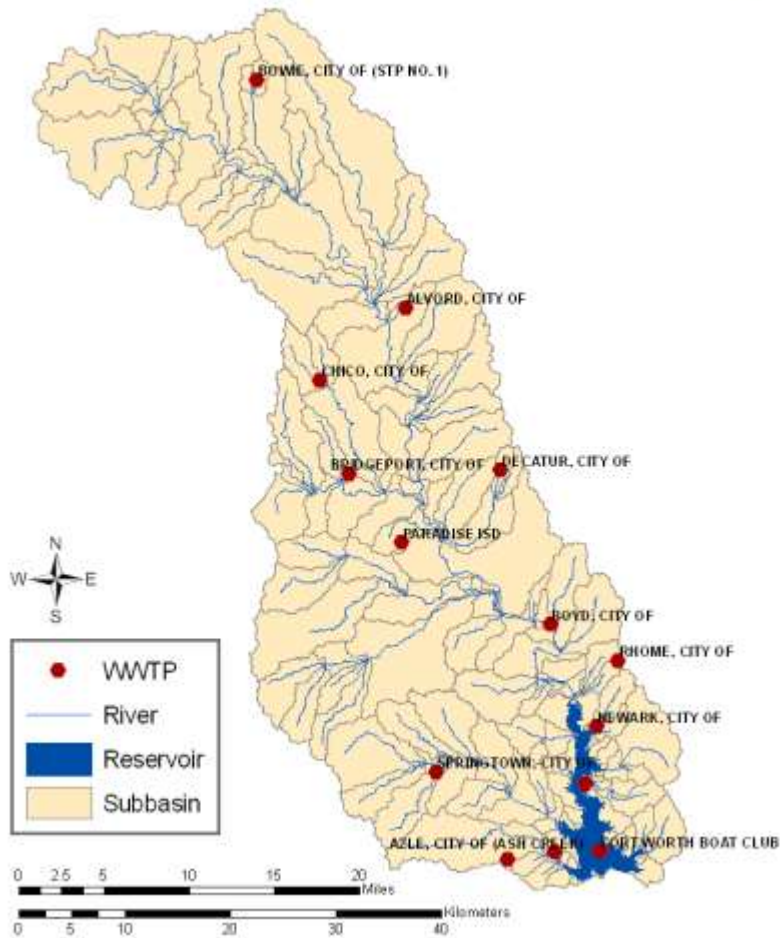 BOWIE, CITY OF (STP NO. 1)
ALVORD, CITY OF
CHICO, CITY OF
BRIDGEPORT, CITY OF
DECATUR, CITY OF
PARADISE ISD
N
W E
S
BOYD, CITY OF
RHOME, CITY OF
WWTP
River
NEWARK, CITY OF
Reservoir
SPRINGTOWN, CITY OF
Subbasin
AZLE, CITY OF (ASH CREEK)
FORT WORTH BOAT CLUB
0 2.5 5 10 15 20
Miles
Kilometers
0 5 10 20 30 40